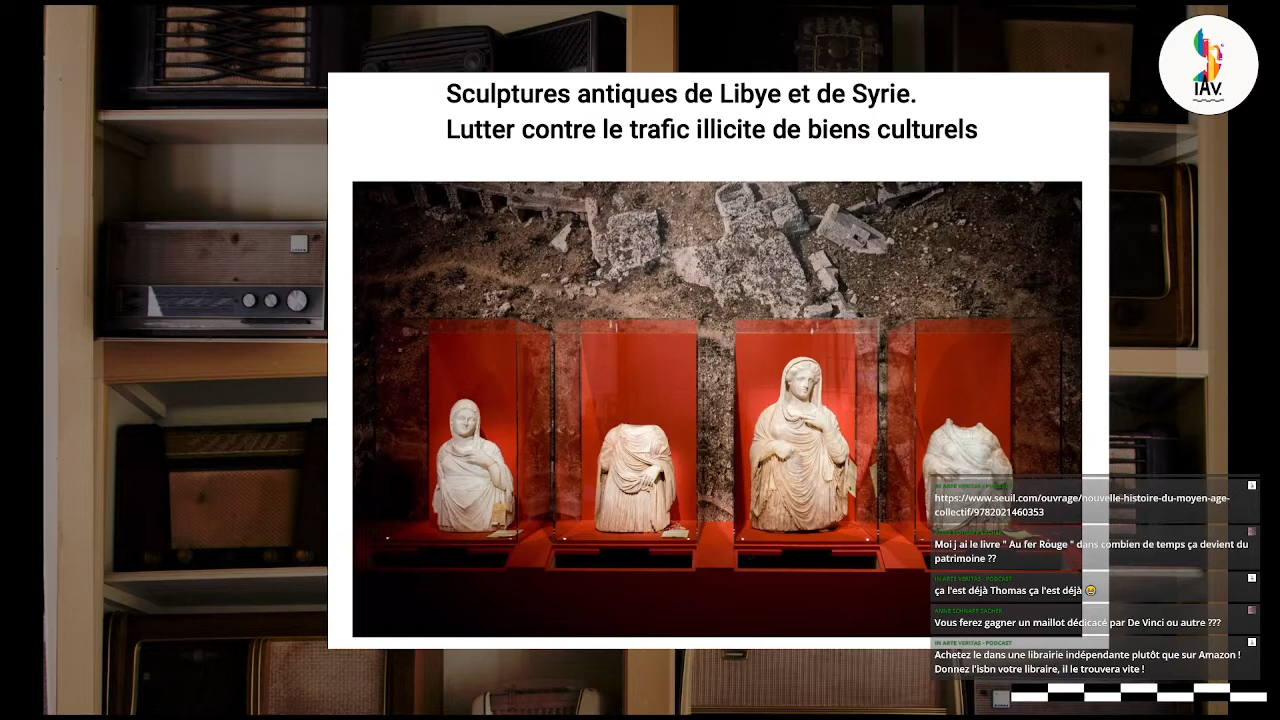 Sculptures antiques de Libye et de Syrie.
Lutter contre le trafic illicite de biens culturels
IAV.
IN ARTE VERITAS - PODCAST
https://www.seuil.com/ouvrage/nouvelle-histoire-du-moyen-age-
collectif/9782021460353
Moi j ai le livre " Au fer Rouge " dans combien de temps ça devient du
patrimoine ??
IN ARTE VERITAS - PODCAST
ça l'est déjà Thomas ça l'est déjà 😄
ANNE SCHNAPP SACHER
Vous ferez gagner un maillot dédicacé par De Vinci ou autre ???
IN ARTE VERITAS - PODCAST
Achetez le dans une librairie indépendante plutôt que sur Amazon !
Donnez l'isbn votre libraire, il le trouvera vite !